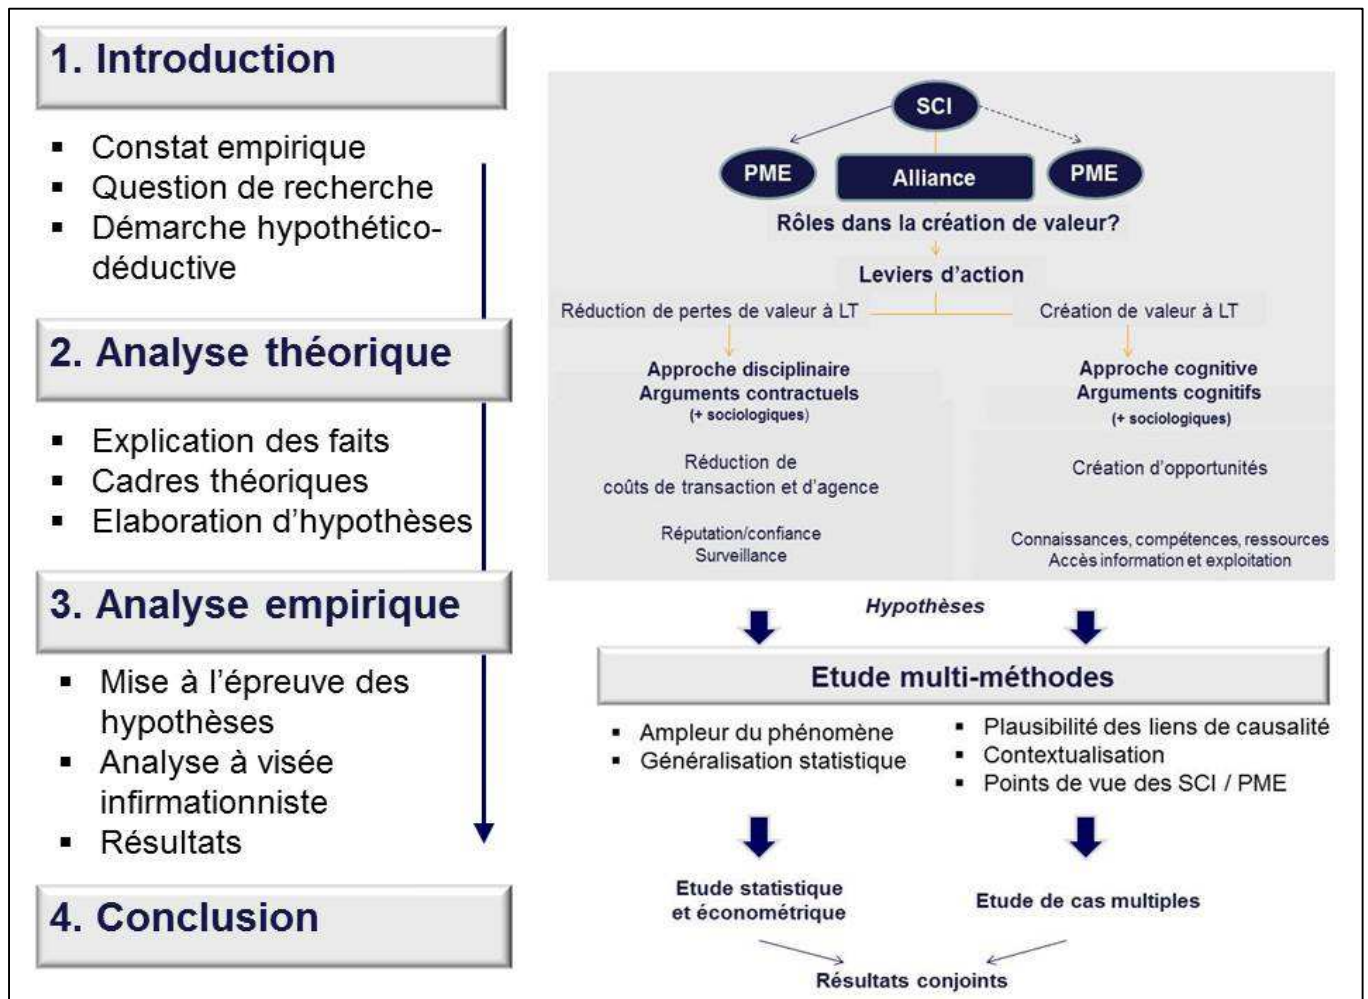 1. Introduction
▪ Constat empirique
▪ Question de recherche
▪ Démarche hypothético-
déductive
2. Analyse théorique
▪ Explication des faits
▪ Cadres théoriques
▪ Elaboration d'hypothèses
3. Analyse empirique
▪ Mise à l'épreuve des
hypothèses
▪ Analyse à visée
infirmationniste
▪ Résultats
4. Conclusion
SCI
PME
Alliance
PME
Rôles dans la création de valeur?
Leviers d'action
Réduction de pertes de valeur à LT
Création de valeur à LT
Approche disciplinaire
Arguments contractuels
(+ sociologiques)
Approche cognitive
Arguments cognitifs
(+ sociologiques)
Réduction de
coûts de transaction et d'agence
Création d'opportunités
Réputation/confiance
Surveillance
Connaissances, compétences, ressources
Accès information et exploitation
Hypothèses
Etude multi-méthodes
▪ Ampleur du phénomène
▪ Généralisation statistique
▪ Plausibilité des liens de causalité
▪ Contextualisation
▪ Points de vue des SCI / PME
Etude statistique
et économétrique
Etude de cas multiples
Résultats conjoints